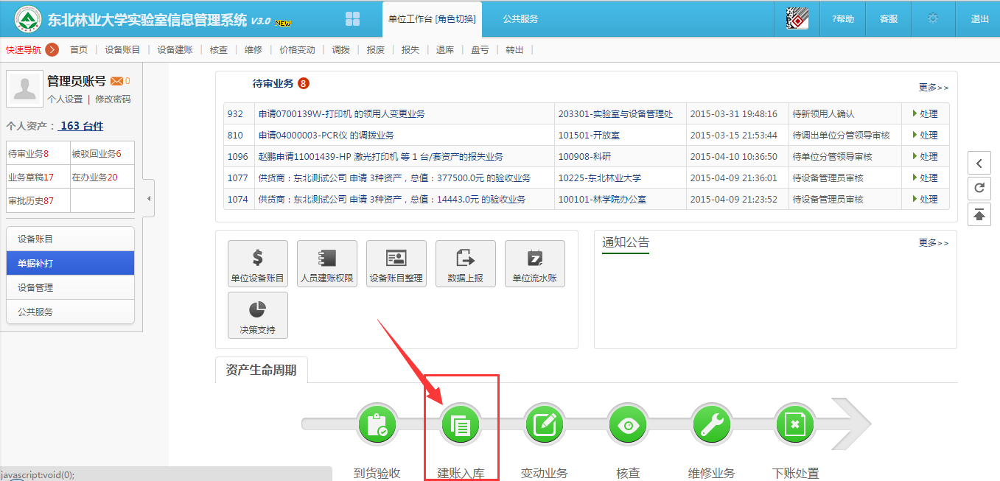 东北林业大学实验室信息管理系统 V3.0 NEW
单位工作台 [角色切换] 公共服务 ?帮助 客服 退出
快速导航 首页 | 设备账目 | 设备建账 | 核查 | 维修 | 价格变动 | 调拨 | 报废 | 报失 | 退库 | 盘亏 | 转出 |
管理员账号 0
个人设置 | 修改密码
个人资产： 163 台件
待审业务8 被驳回业务6
业务草稿17 在办业务20
审批历史87
设备账目
单据补打
设备管理
公共服务
待审业务 8 更多>>
932 申请0700139W-打印机 的领用人变更业务 203301-实验室与设备管理处 2015-03-31 19:48:16 待新领用人确认 处理
810 申请04000003-PCR仪 的调拨业务 101501-开放室 2015-03-15 21:53:44 待调出单位分管领导审核 处理
1096 赵鹏申请11001439-HP 激光打印机 等 1 台/套资产的报失业务 100908-科研 2015-04-10 10:36:50 待单位分管领导审核 处理
1077 供货商：东北测试公司 申请 3种资产，总值：377500.0元 的验收业务 10225-东北林业大学 2015-04-09 21:36:01 待设备管理员审核 处理
1074 供货商：东北测试公司 申请 3种资产，总值：14443.0元 的验收业务 100101-林学院办公室 2015-04-09 21:23:52 待设备管理员审核 处理
单位设备账目 人员建账权限 设备账目整理 数据上报 单位流水账
决策支持
通知公告 更多>>
资产生命周期
到货验收 建账入库 变动业务 核查 维修业务 下账处置
javascript:void(0);